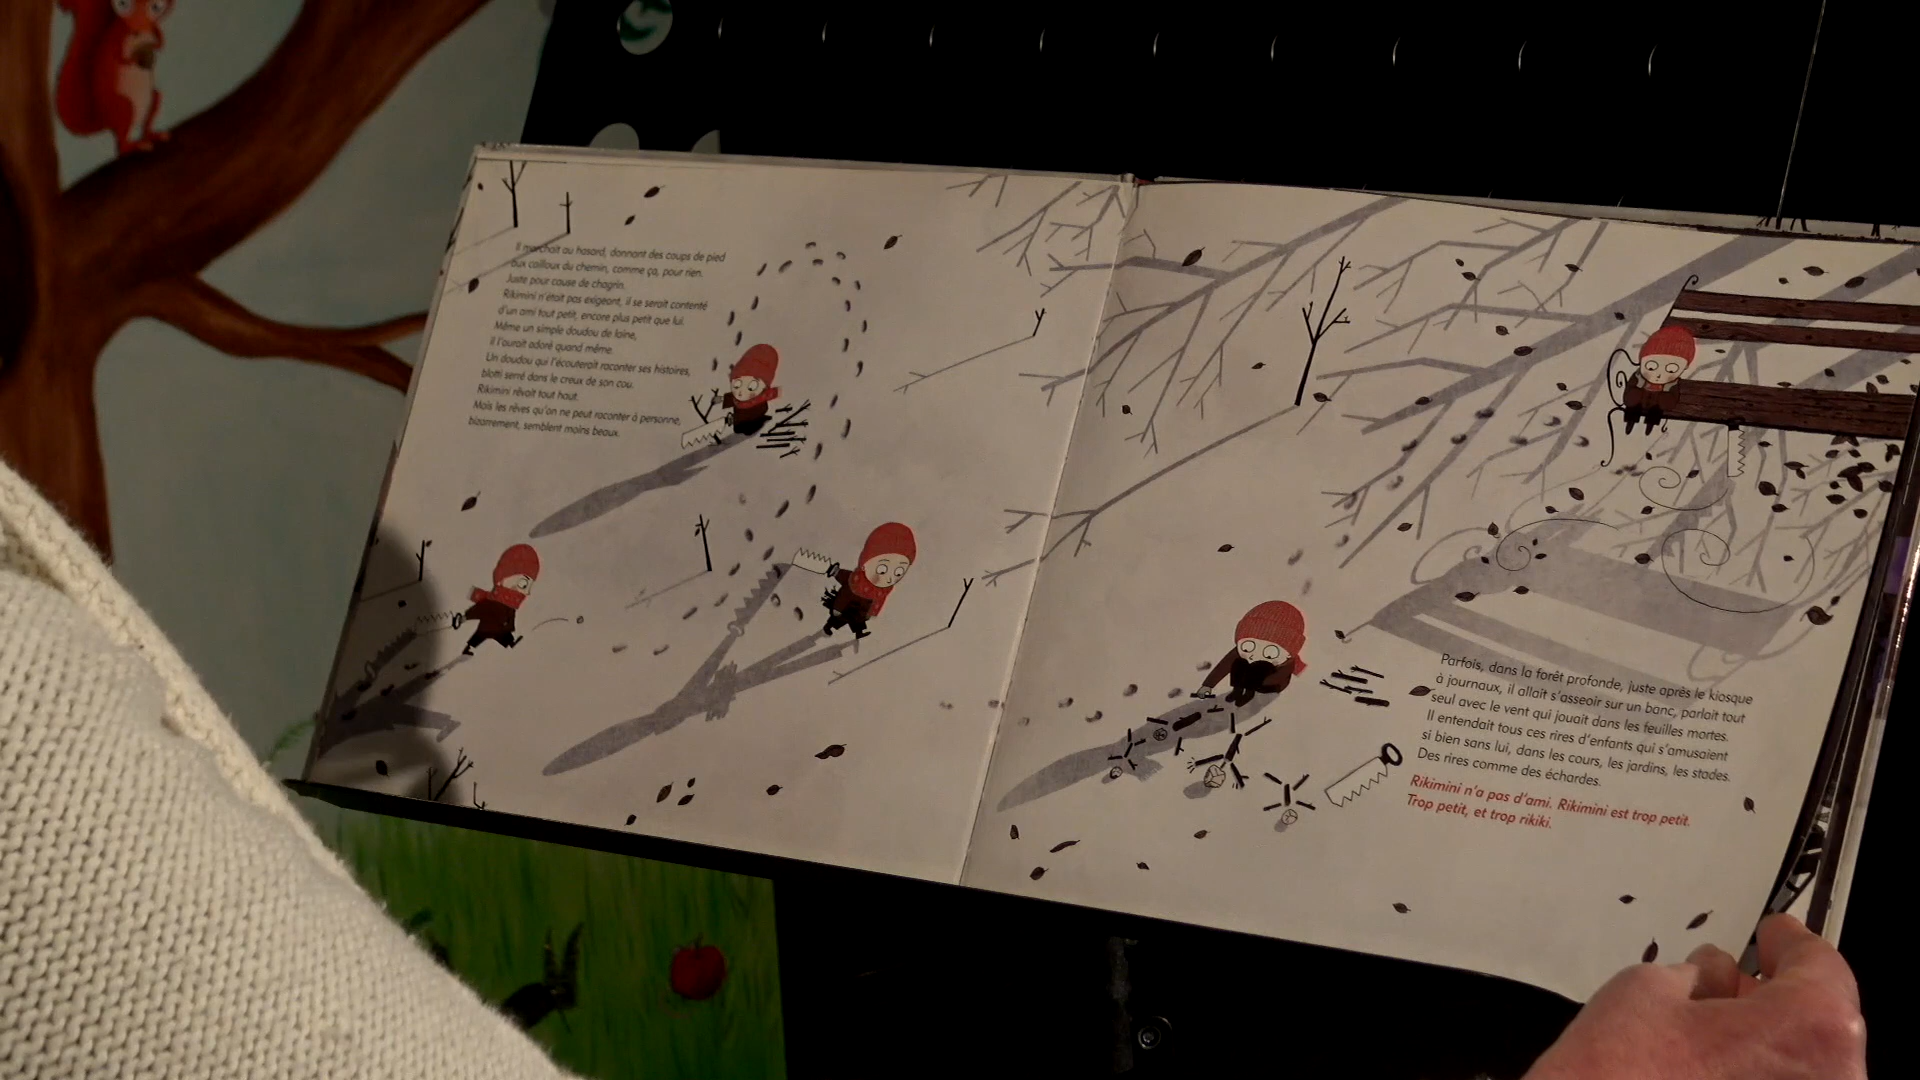 Il marchait au hasard, donnant des coups de pied
aux cailloux du chemin, comme ça, pour rien.
Juste pour cause de chagrin.
Rikimini n'était pas exigeant, il se serait contenté
d'un ami tout petit, encore plus petit que lui.
Même un simple doudou de laine,
il l'aurait adoré quand même.
Un doudou qui l'écouterait raconter ses histoires,
blotti serré dans le creux de son cou.
Rikimini rêvait tout haut.
Mais les rêves qu'on ne peut raconter à personne,
bizarrement, semblent moins beaux.
Parfois, dans la forêt profonde, juste après le kiosque
à journaux, il allait s'asseoir sur un banc, parlait tout
seul avec le vent qui jouait dans les feuilles mortes.
Il entendait tous ces rires d'enfants qui s'amusaient
si bien sans lui, dans les cours, les jardins, les stades.
Des rires comme des échardes.
Rikimini n'a pas d'ami. Rikimini est trop petit.
Trop petit, et trop rikiki.